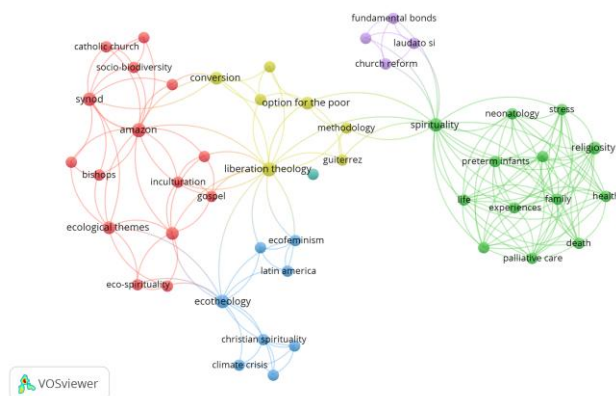 fundamental bonds
catholic church
laudato si
socio-biodiversity
church reform
conversion
synod
option for the poor
neonatology
stress
amazon
methodology
spirituality
religiosity
preterm infants
guiterrez
liberation theology
bishops
inculturation
gospel
life
family
health
experiences
ecological themes
ecofeminism
death
palliative care
latin america
eco-spirituality
ecotheology
christian spirituality
climate crisis
VOSviewer